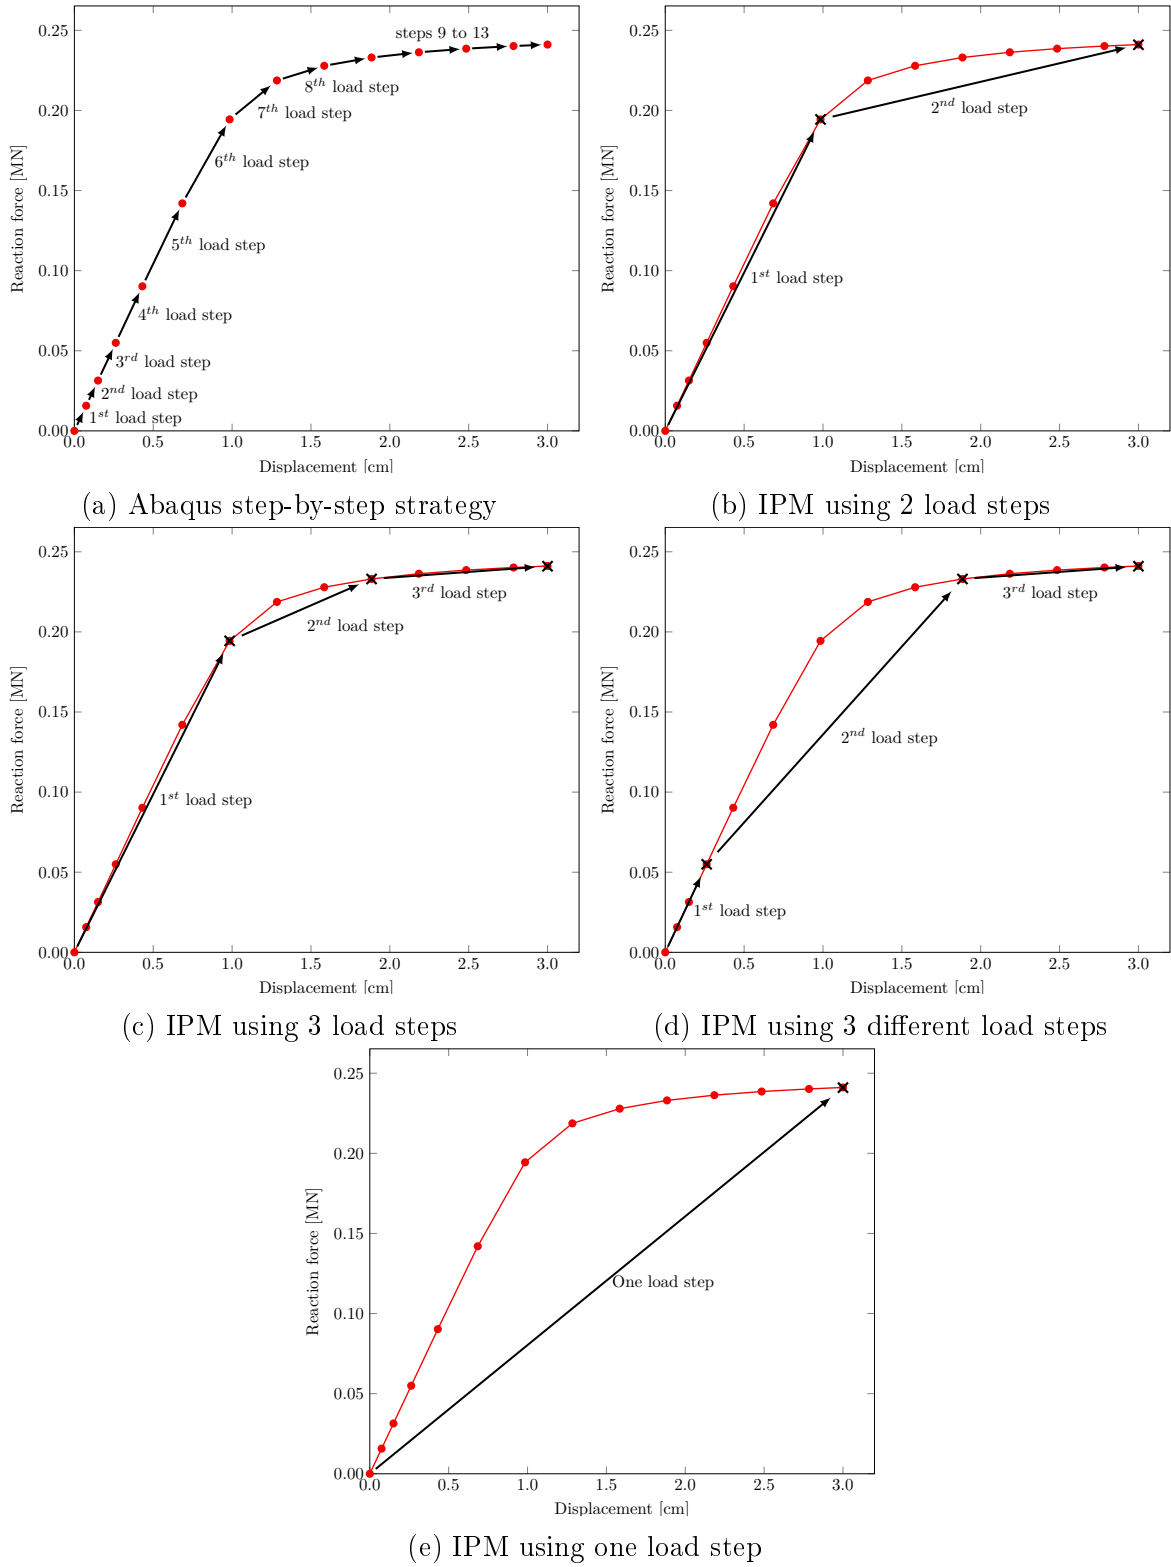 0.25
0.20
0.15
0.10
0.05
0.00
0.0 0.5 1.0 1.5 2.0 2.5 3.0
Reaction force [MN]
Displacement [cm]
steps 9 to 13
8th load step
7th load step
6th load step
5th load step
4th load step
3rd load step
2nd load step
1st load step
(a) Abaqus step-by-step strategy
0.25
0.20
0.15
0.10
0.05
0.00
0.0 0.5 1.0 1.5 2.0 2.5 3.0
Reaction force [MN]
Displacement [cm]
2nd load step
1st load step
(b) IPM using 2 load steps
0.25
0.20
0.15
0.10
0.05
0.00
0.0 0.5 1.0 1.5 2.0 2.5 3.0
Reaction force [MN]
Displacement [cm]
3rd load step
2nd load step
1st load step
(c) IPM using 3 load steps
0.25
0.20
0.15
0.10
0.05
0.00
0.0 0.5 1.0 1.5 2.0 2.5 3.0
Reaction force [MN]
Displacement [cm]
3rd load step
2nd load step
1st load step
(d) IPM using 3 different load steps
0.25
0.20
0.15
0.10
0.05
0.00
0.0 0.5 1.0 1.5 2.0 2.5 3.0
Reaction force [MN]
Displacement [cm]
One load step
(e) IPM using one load step